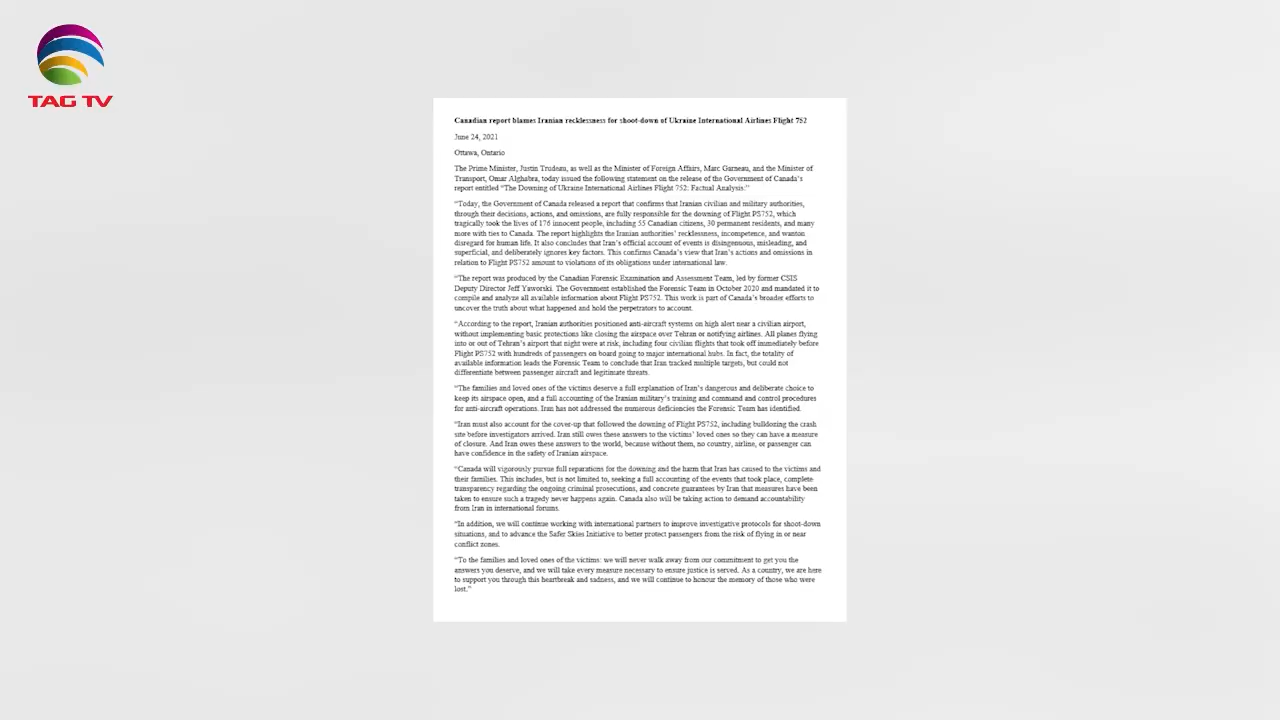 TAG TV
Canadian report blames Iranian recklessness for shoot-down of Ukraine International Airlines Flight 752
June 24, 2021
Ottawa, Ontario
The Prime Minister, Justin Trudeau, as well as the Minister of Foreign Affairs, Marc Garneau, and the Minister of
Transport, Omar Alghabra, today issued the following statement on the release of the Government of Canada's
report entitled “The Downing of Ukraine International Airlines Flight 752: Factual Analysis:”
“Today, the Government of Canada released a report that confirms that Iranian civilian and military authorities,
through their decisions, actions, and omissions, are fully responsible for the downing of Flight PS752, which
tragically took the lives of 176 innocent people, including 55 Canadian citizens, 30 permanent residents, and many
more with ties to Canada. The report highlights the Iranian authorities' recklessness, incompetence, and wanton
disregard for human life. It also concludes that Iran's official account of events is disingenuous, misleading, and
superficial, and deliberately ignores key factors. This confirms Canada's view that Iran's actions and omissions in
relation to Flight PS752 amount to violations of its obligations under international law.
“The report was produced by the Canadian Forensic Examination and Assessment Team, led by former CSIS
Deputy Director Jeff Yaworski. The Government established the Forensic Team in October 2020 and mandated it to
compile and analyze all available information about Flight PS752. This work is part of Canada's broader efforts to
uncover the truth about what happened and hold the perpetrators to account.
“According to the report, Iranian authorities positioned anti-aircraft systems on high alert near a civilian airport,
without implementing basic protections like closing the airspace over Tehran or notifying airlines. All planes flying
into or out of Tehran's airport that night were at risk, including four civilian flights that took off immediately before
Flight PS752 with hundreds of passengers on board going to major international hubs. In fact, the totality of
available information leads the Forensic Team to conclude that Iran tracked multiple targets, but could not
differentiate between passenger aircraft and legitimate threats.
“The families and loved ones of the victims deserve a full explanation of Iran's dangerous and deliberate choice to
keep its airspace open, and a full accounting of the Iranian military's training and command and control procedures
for anti-aircraft operations. Iran has not addressed the numerous deficiencies the Forensic Team has identified.
“Iran must also account for the cover-up that followed the downing of Flight PS752, including bulldozing the crash
site before investigators arrived. Iran still owes these answers to the victims' loved ones so they can have a measure
of closure. And Iran owes these answers to the world, because without them, no country, airline, or passenger can
have confidence in the safety of Iranian airspace.
“Canada will vigorously pursue full reparations for the downing and the harm that Iran has caused to the victims and
their families. This includes, but is not limited to, seeking a full accounting of the events that took place, complete
transparency regarding the ongoing criminal prosecutions, and concrete guarantees by Iran that measures have been
taken to ensure such a tragedy never happens again. Canada also will be taking action to demand accountability
from Iran in international forums.
“In addition, we will continue working with international partners to improve investigative protocols for shoot-down
situations, and to advance the Safer Skies Initiative to better protect passengers from the risk of flying in or near
conflict zones.
“To the families and loved ones of the victims: we will never walk away from our commitment to get you the
answers you deserve, and we will take every measure necessary to ensure justice is served. As a country, we are here
to support you through this heartbreak and sadness, and we will continue to honour the memory of those who were
lost.”